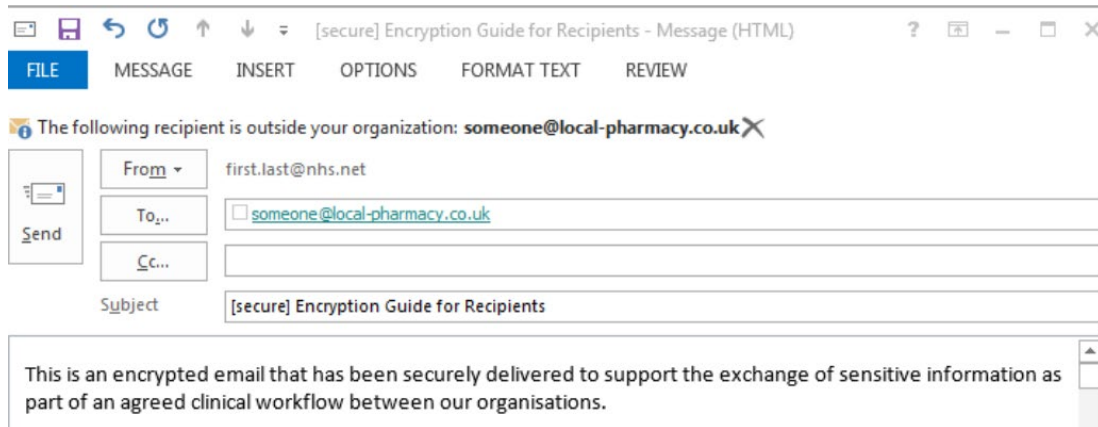 [secure] Encryption Guide for Recipients - Message (HTML) ?
FILE MESSAGE INSERT OPTIONS FORMAT TEXT REVIEW
The following recipient is outside your organization: someone@local-pharmacy.co.uk
From first.last@nhs.net
To... someone@local-pharmacy.co.uk
Send
Cc...
Subject [secure] Encryption Guide for Recipients
This is an encrypted email that has been securely delivered to support the exchange of sensitive information as
part of an agreed clinical workflow between our organisations.